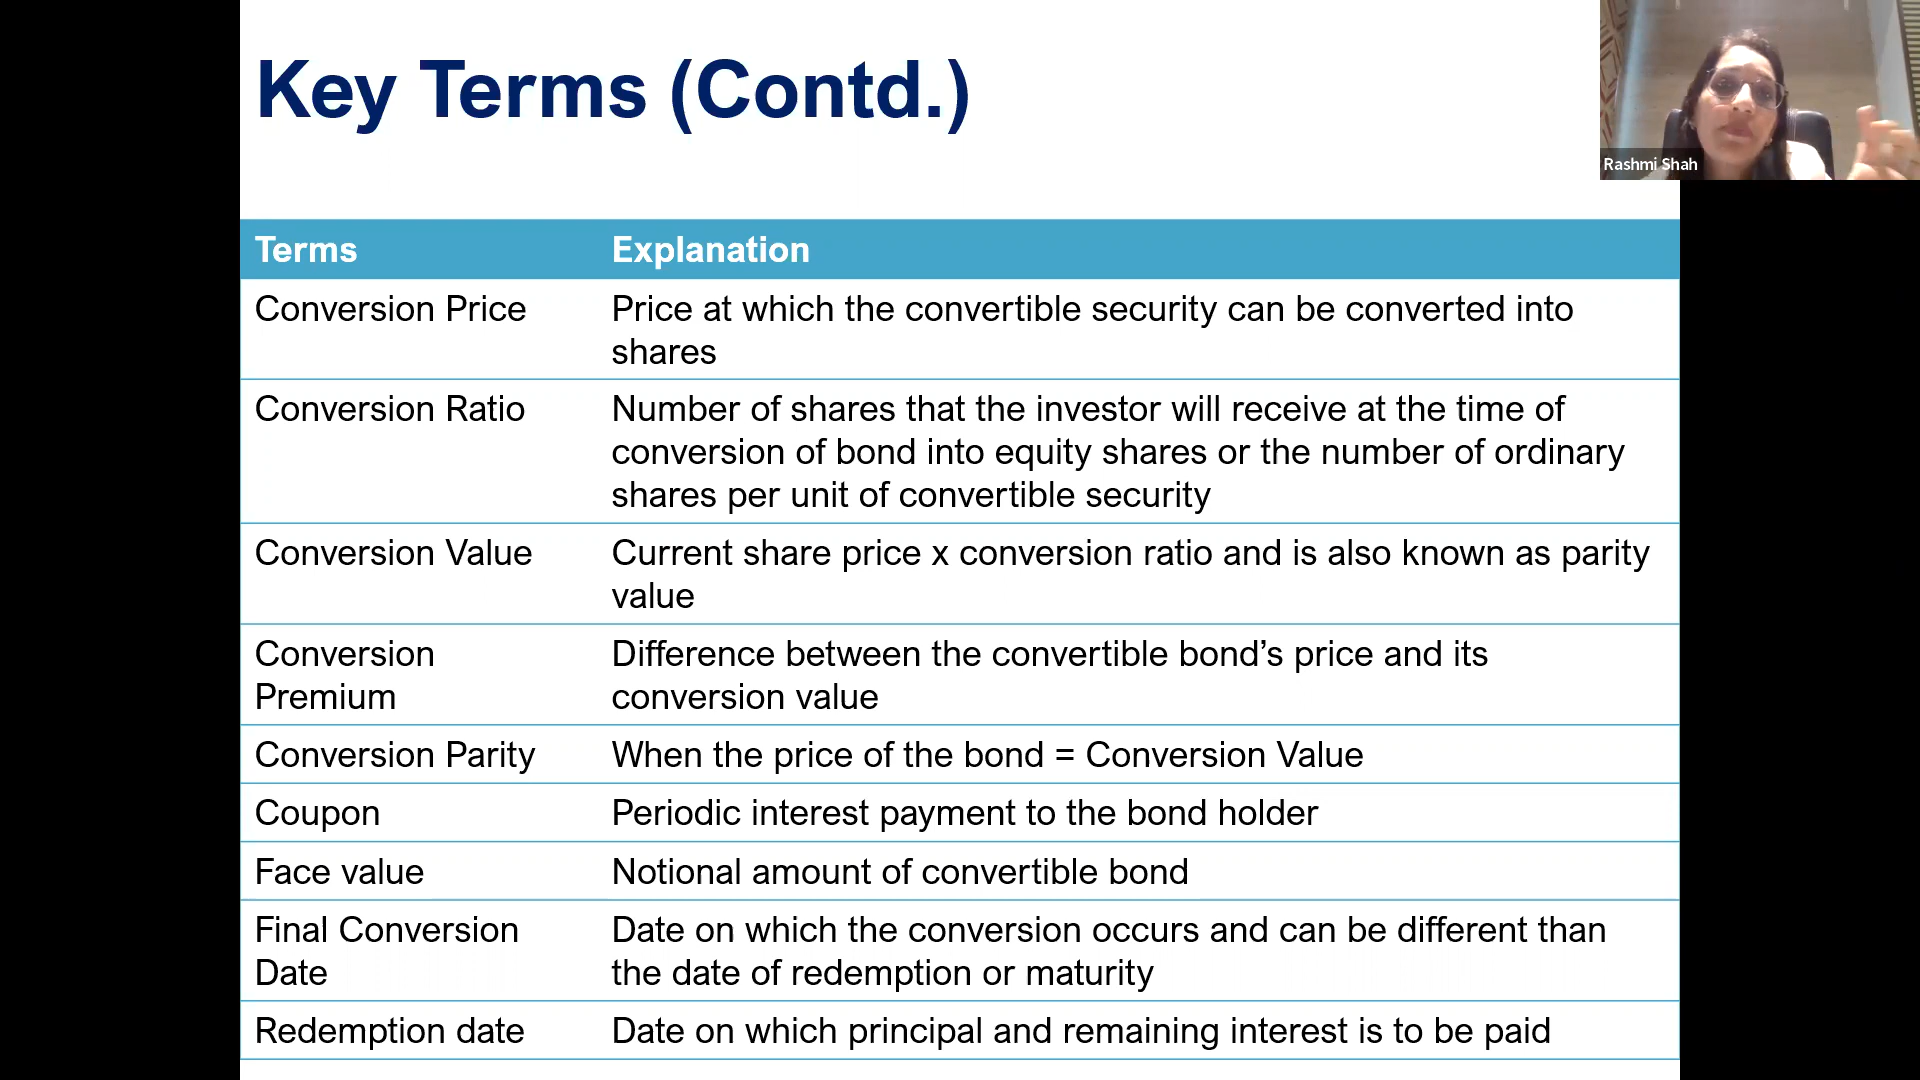 Key Terms (Contd.)
Rashmi Shah
Terms Explanation
Conversion Price Price at which the convertible security can be converted into
shares
Conversion Ratio Number of shares that the investor will receive at the time of
conversion of bond into equity shares or the number of ordinary
shares per unit of convertible security
Conversion Value Current share price x conversion ratio and is also known as parity
value
Conversion Difference between the convertible bond’s price and its
Premium conversion value
Conversion Parity When the price of the bond = Conversion Value
Coupon Periodic interest payment to the bond holder
Face value Notional amount of convertible bond
Final Conversion Date on which the conversion occurs and can be different than
Date the date of redemption or maturity
Redemption date Date on which principal and remaining interest is to be paid